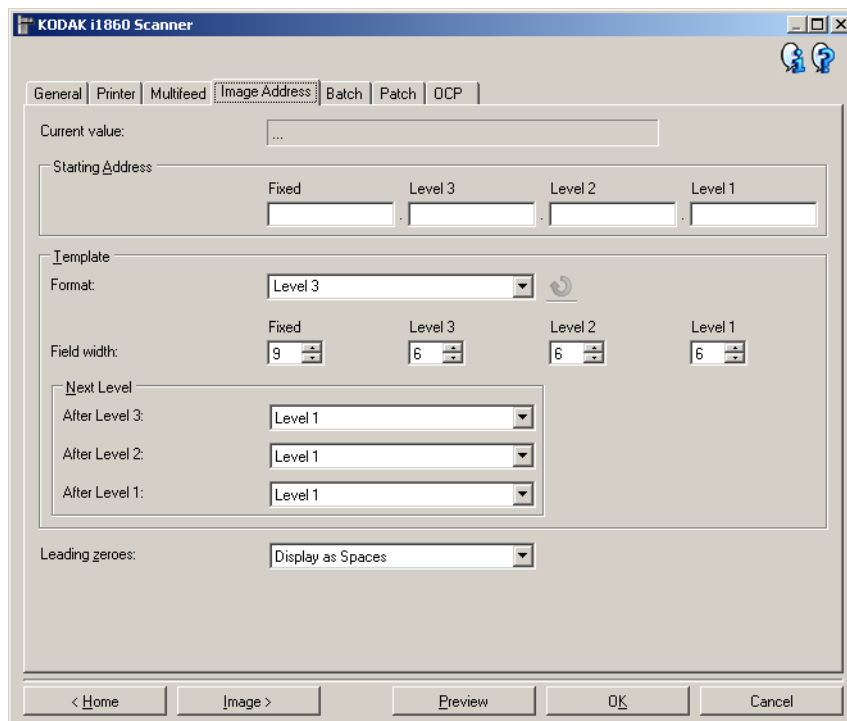 KODAK i1860 Scanner
General Printer Multifeed Image Address Batch Patch OCP
Current value: ...
Starting Address
Fixed Level 3 Level 2 Level 1
. . .
Template
Format: Level 3
Fixed Level 3 Level 2 Level 1
Field width: 9 6 6 6
Next Level
After Level 3: Level 1
After Level 2: Level 1
After Level 1: Level 1
Leading zeroes: Display as Spaces
< Home Image > Preview OK Cancel